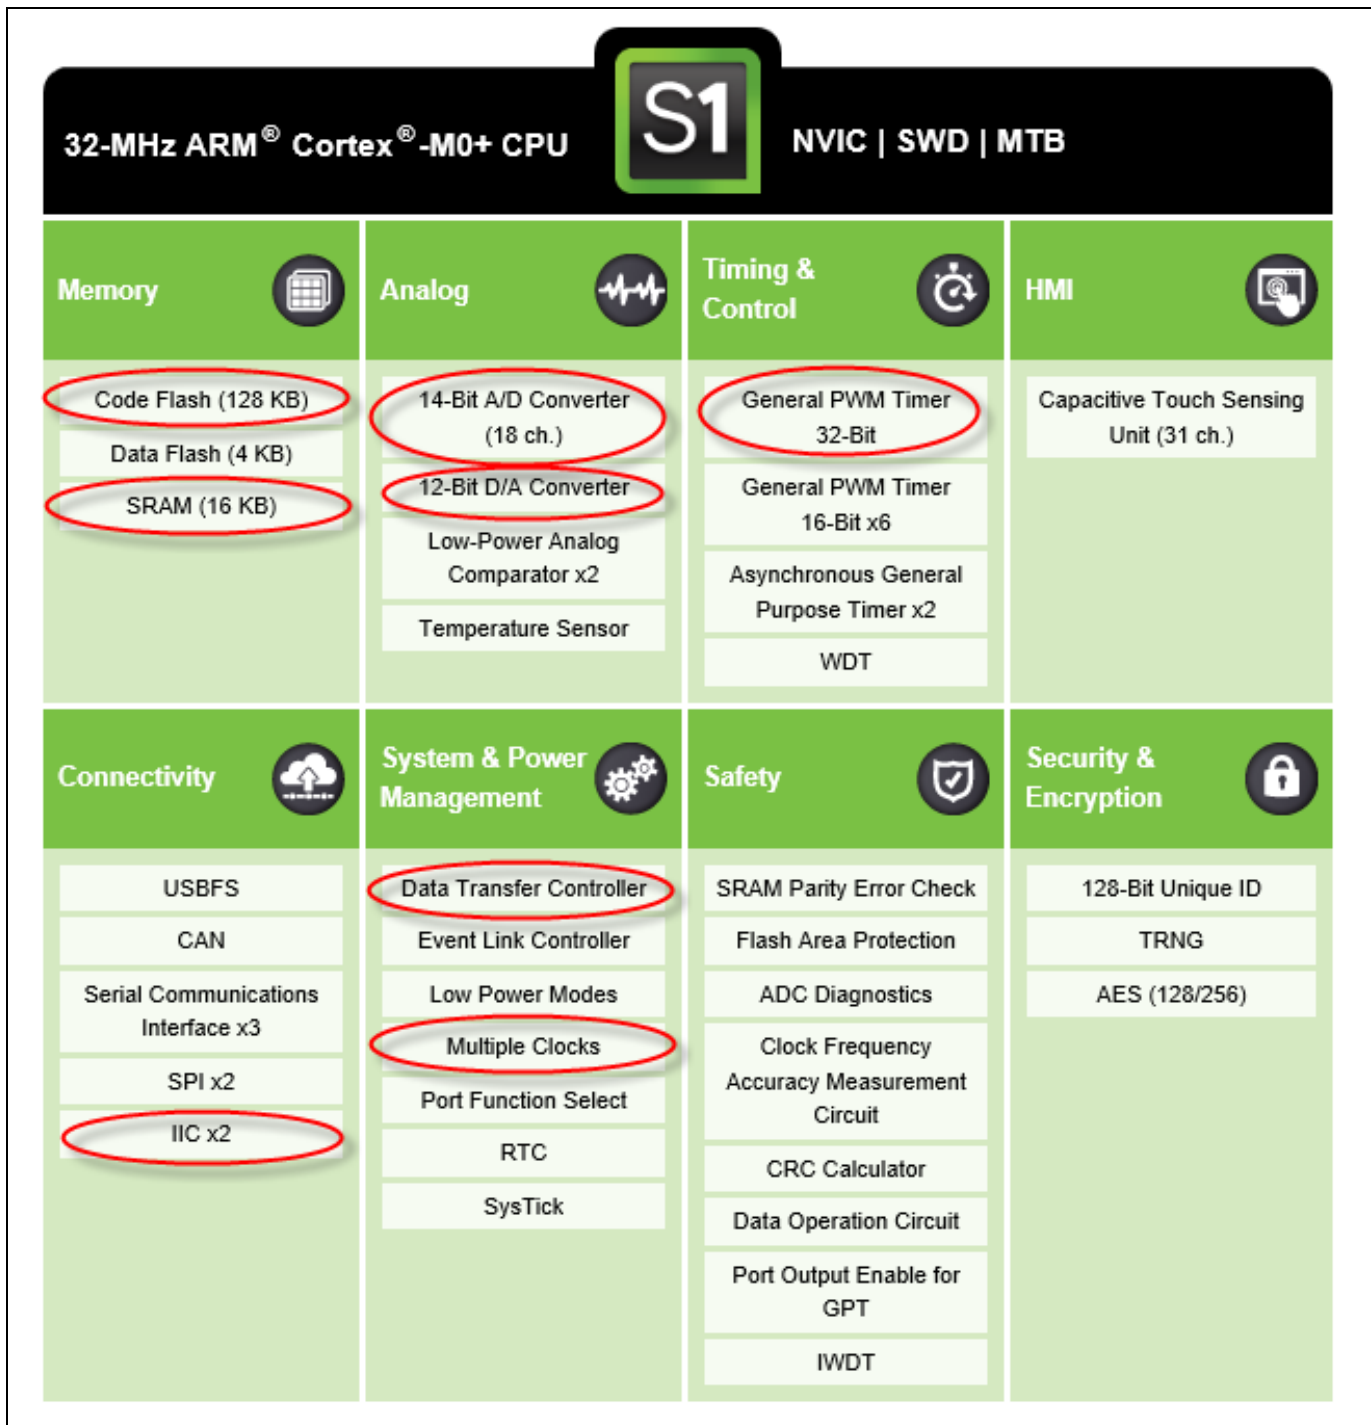 32-MHz ARM® Cortex®-M0+ CPU
S1
NVIC | SWD | MTB
Memory
Code Flash (128 KB)
Data Flash (4 KB)
SRAM (16 KB)
Analog
14-Bit A/D Converter
(18 ch.)
12-Bit D/A Converter
Low-Power Analog
Comparator x2
Temperature Sensor
Timing &
Control
General PWM Timer
32-Bit
General PWM Timer
16-Bit x6
Asynchronous General
Purpose Timer x2
WDT
HMI
Capacitive Touch Sensing
Unit (31 ch.)
Connectivity
USBFS
CAN
Serial Communications
Interface x3
SPI x2
IIC x2
System & Power
Management
Data Transfer Controller
Event Link Controller
Low Power Modes
Multiple Clocks
Port Function Select
RTC
SysTick
Safety
SRAM Parity Error Check
Flash Area Protection
ADC Diagnostics
Clock Frequency
Accuracy Measurement
Circuit
CRC Calculator
Data Operation Circuit
Port Output Enable for
GPT
IWDT
Security &
Encryption
128-Bit Unique ID
TRNG
AES (128/256)